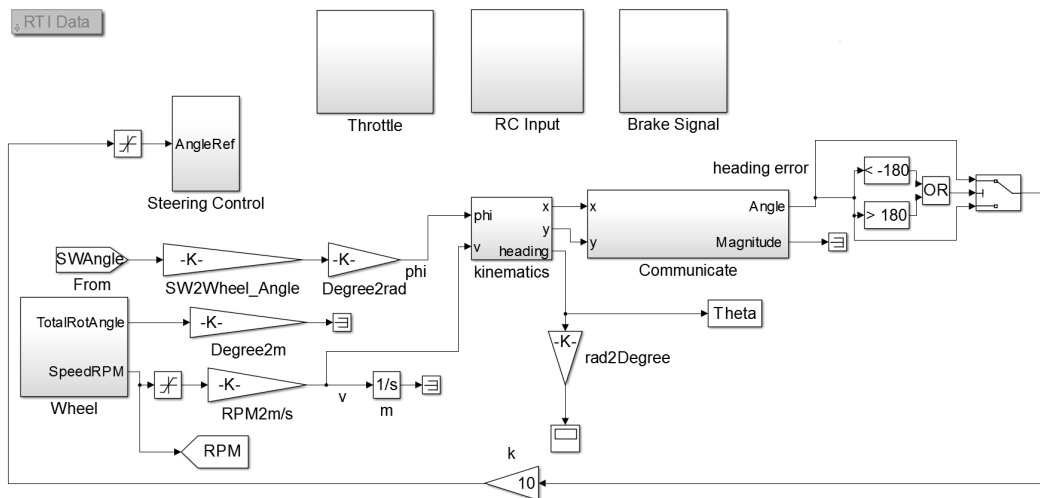 RTI Data
Throttle
RC Input
Brake Signal
AngleRef
Steering Control
heading error
< -180
OR
> 180
phi
v
x
y
heading
kinematics
x
y
Angle
Magnitude
Communicate
SWAngle
From
-K-
SW2Wheel_Angle
-K-
Degree2rad
phi
TotalRotAngle
SpeedRPM
Wheel
-K-
Degree2m
-K-
RPM2m/s
v
1/s
m
Theta
-K-
rad2Degree
RPM
k
10